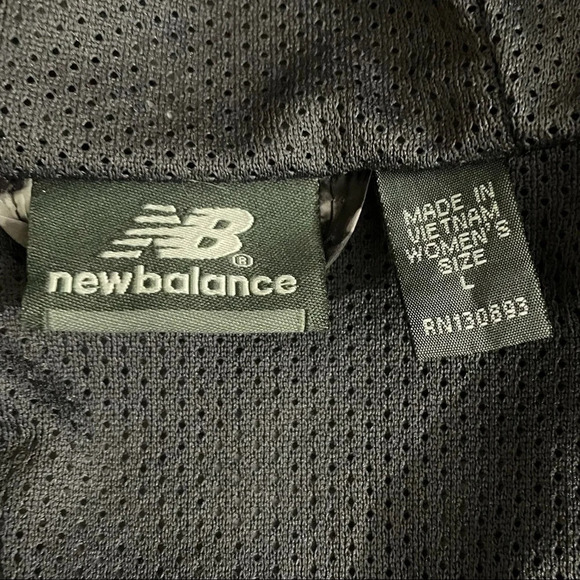 NB®
newbalance
MADE IN
VIETNAM
WOMEN'S
SIZE
L
RN130893